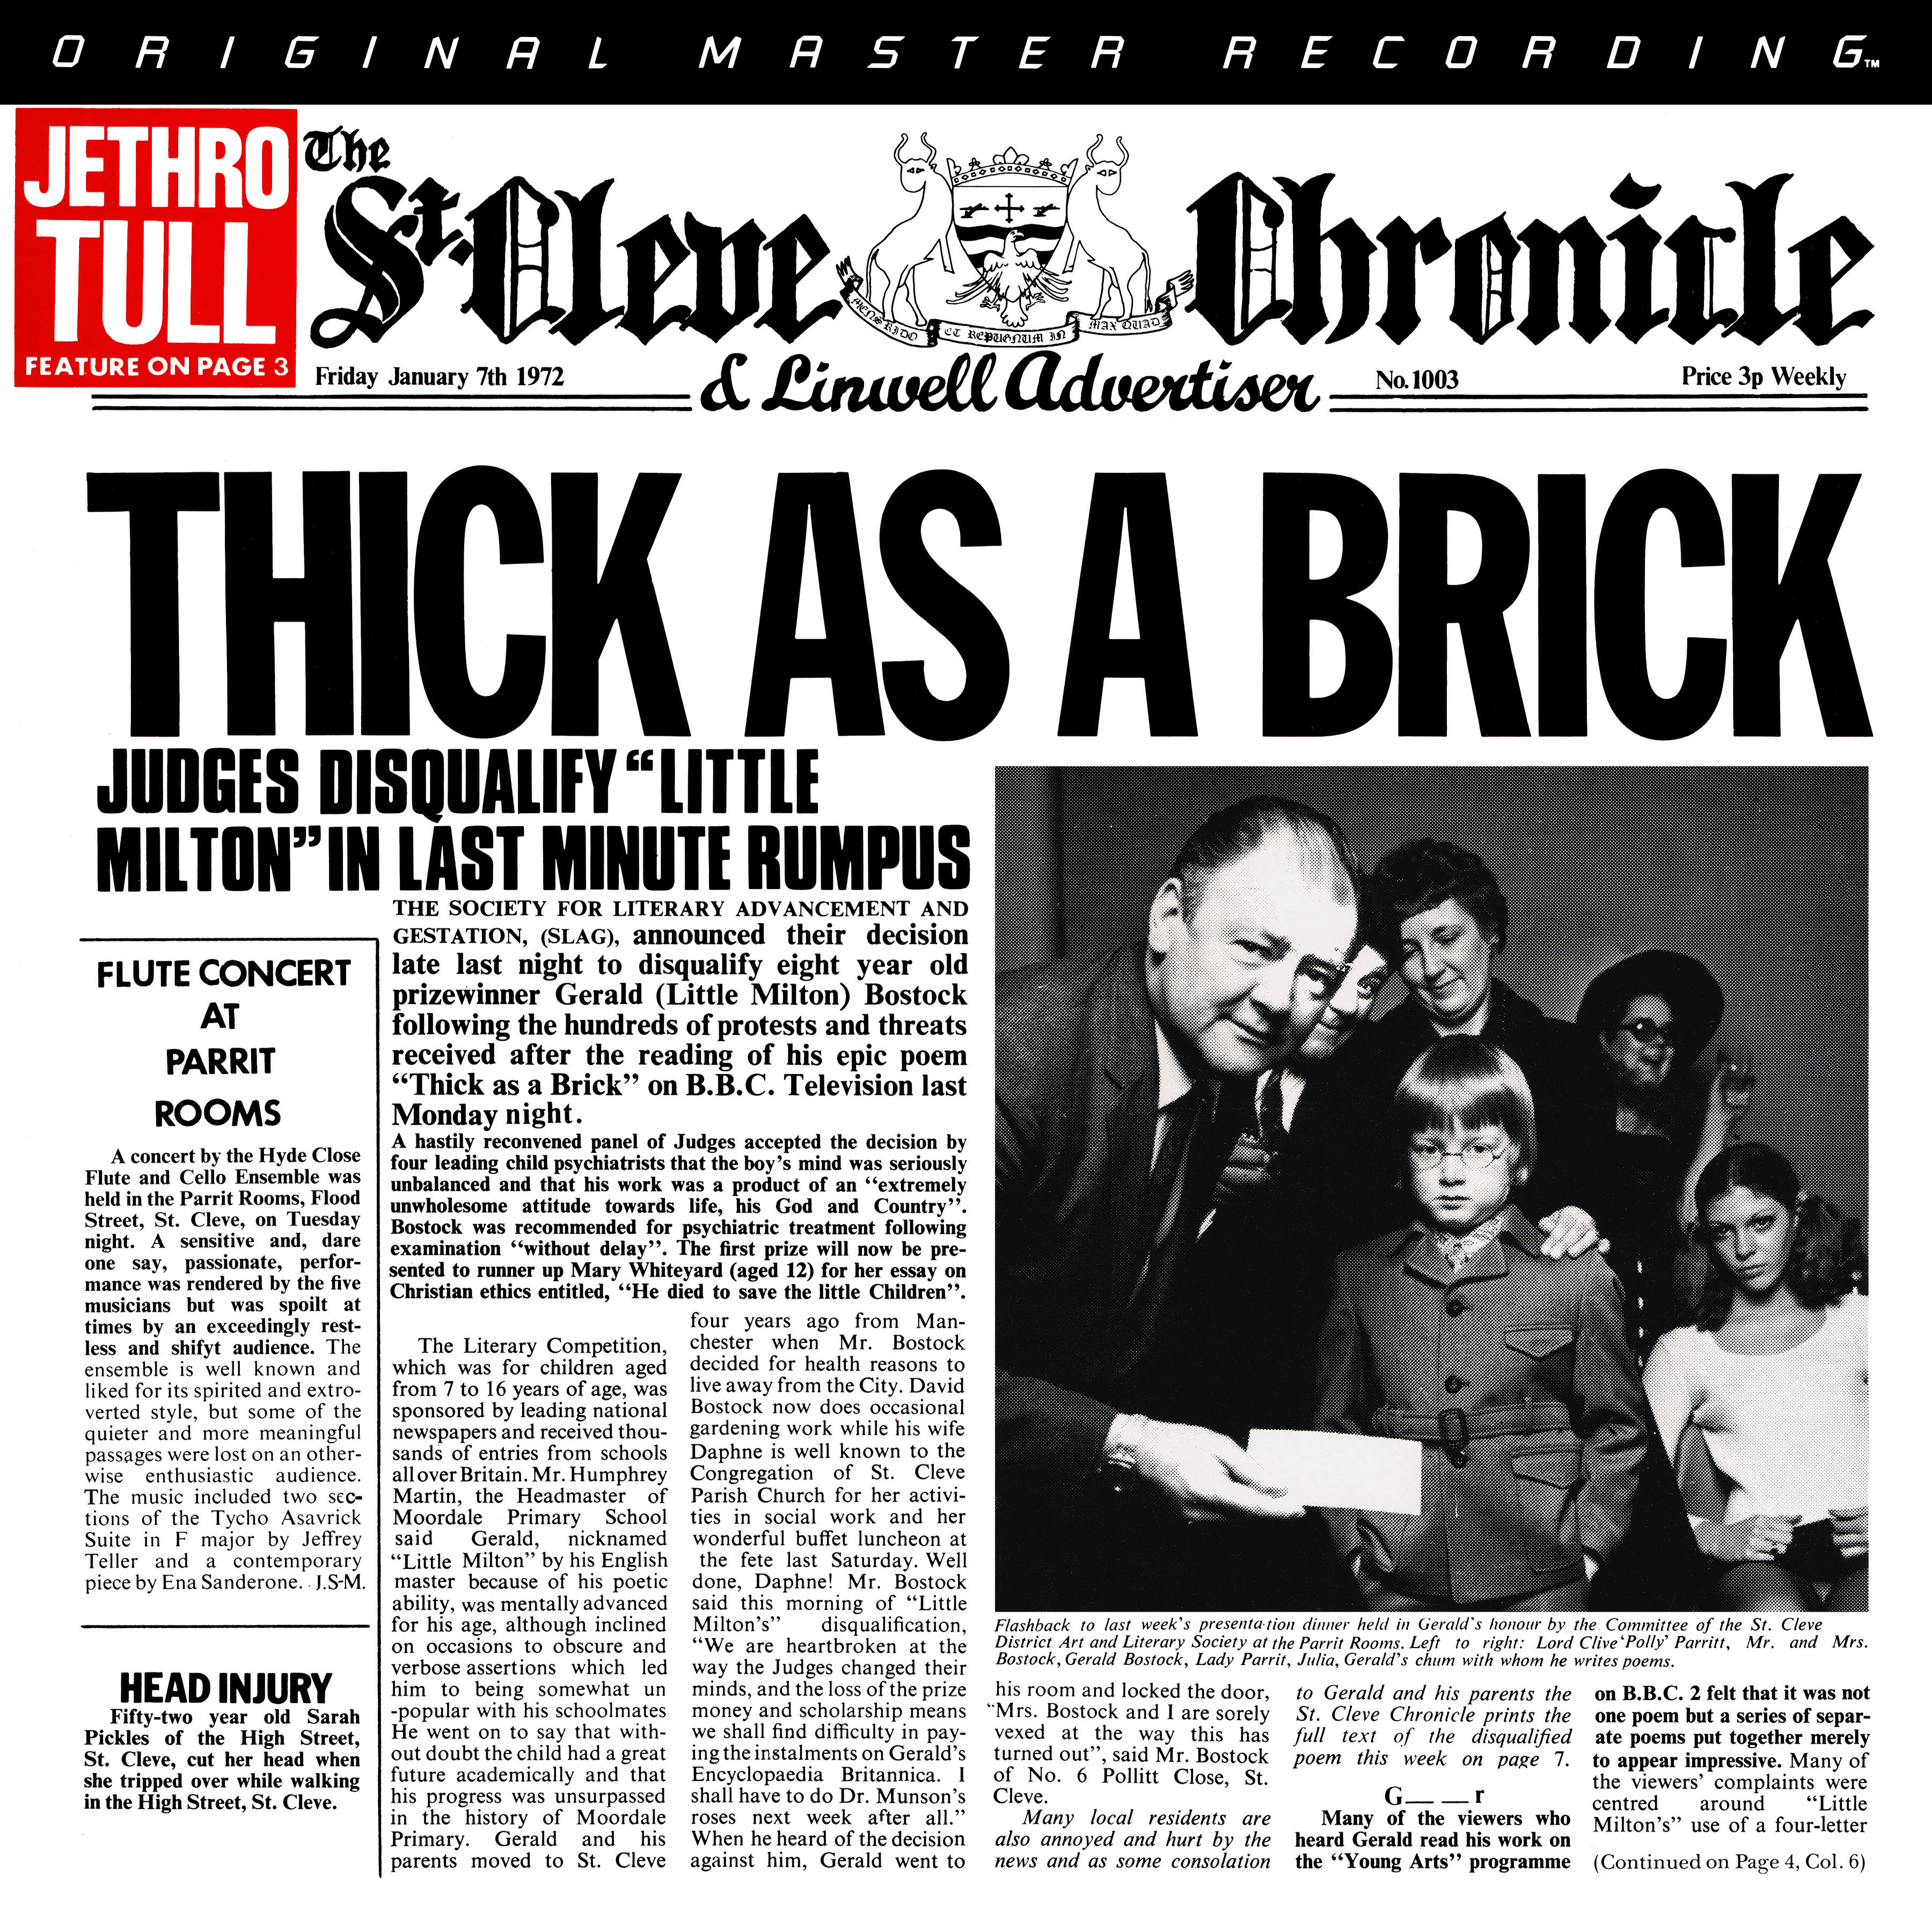 ORIGINAL MASTER RECORDING™
JETHRO
TULL
FEATURE ON PAGE 3
The
St. Cleve Chronicle
MENS RIDO ET REPUGNUM IN MAX QUAD
& Linwell Advertiser
Friday January 7th 1972
No. 1003
Price 3p Weekly
THICK AS A BRICK
JUDGES DISQUALIFY “LITTLE
MILTON” IN LAST MINUTE RUMPUS
FLUTE CONCERT
AT
PARRIT
ROOMS
A concert by the Hyde Close
Flute and Cello Ensemble was
held in the Parrit Rooms, Flood
Street, St. Cleve, on Tuesday
night. A sensitive and, dare
one say, passionate, perfor-
mance was rendered by the five
musicians but was spoilt at
times by an exceedingly rest-
less and shifyt audience. The
ensemble is well known and
liked for its spirited and extro-
verted style, but some of the
quieter and more meaningful
passages were lost on an other-
wise enthusiastic audience.
The music included two sec-
tions of the Tycho Asavrick
Suite in F major by Jeffrey
Teller and a contemporary
piece by Ena Sanderone. J.S-M.
HEAD INJURY
Fifty-two year old Sarah
Pickles of the High Street,
St. Cleve, cut her head when
she tripped over while walking
in the High Street, St. Cleve.
THE SOCIETY FOR LITERARY ADVANCEMENT AND
GESTATION, (SLAG), announced their decision
late last night to disqualify eight year old
prizewinner Gerald (Little Milton) Bostock
following the hundreds of protests and threats
received after the reading of his epic poem
“Thick as a Brick” on B.B.C. Television last
Monday night.
A hastily reconvened panel of Judges accepted the decision by
four leading child psychiatrists that the boy’s mind was seriously
unbalanced and that his work was a product of an “extremely
unwholesome attitude towards life, his God and Country”.
Bostock was recommended for psychiatric treatment following
examination “without delay”. The first prize will now be pre-
sented to runner up Mary Whiteyard (aged 12) for her essay on
Christian ethics entitled, “He died to save the little Children”.
The Literary Competition,
which was for children aged
from 7 to 16 years of age, was
sponsored by leading national
newspapers and received thou-
sands of entries from schools
all over Britain. Mr. Humphrey
Martin, the Headmaster of
Moordale Primary School
said Gerald, nicknamed
“Little Milton” by his English
master because of his poetic
ability, was mentally advanced
for his age, although inclined
on occasions to obscure and
verbose assertions which led
him to being somewhat un
-popular with his schoolmates
He went on to say that with-
out doubt the child had a great
future academically and that
his progress was unsurpassed
in the history of Moordale
Primary. Gerald and his
parents moved to St. Cleve
four years ago from Man-
chester when Mr. Bostock
decided for health reasons to
live away from the City. David
Bostock now does occasional
gardening work while his wife
Daphne is well known to the
Congregation of St. Cleve
Parish Church for her activi-
ties in social work and her
wonderful buffet luncheon at
the fete last Saturday. Well
done, Daphne! Mr. Bostock
said this morning of “Little
Milton’s” disqualification,
“We are heartbroken at the
way the Judges changed their
minds, and the loss of the prize
money and scholarship means
we shall find difficulty in pay-
ing the instalments on Gerald’s
Encyclopaedia Britannica. I
shall have to do Dr. Munson’s
roses next week after all.”
When he heard of the decision
against him, Gerald went to
Flashback to last week’s presentation dinner held in Gerald’s honour by the Committee of the St. Cleve
District Art and Literary Society at the Parrit Rooms. Left to right: Lord Clive ‘Polly’ Parritt, Mr. and Mrs.
Bostock, Gerald Bostock, Lady Parrit, Julia, Gerald’s chum with whom he writes poems.
his room and locked the door,
“Mrs. Bostock and I are sorely
vexed at the way this has
turned out”, said Mr. Bostock
of No. 6 Pollitt Close, St.
Cleve.
Many local residents are
also annoyed and hurt by the
news and as some consolation
to Gerald and his parents the
St. Cleve Chronicle prints the
full text of the disqualified
poem this week on page 7.
G__ __r
Many of the viewers who
heard Gerald read his work on
the “Young Arts” programme
on B.B.C. 2 felt that it was not
one poem but a series of separ-
ate poems put together merely
to appear impressive. Many of
the viewers’ complaints were
centred around “Little
Milton’s” use of a four-letter
(Continued on Page 4, Col. 6)